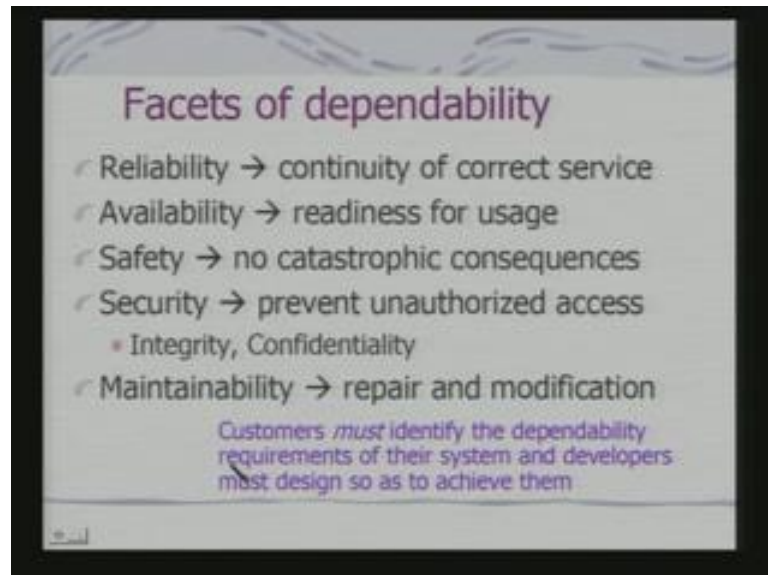 Facets of dependability
Reliability → continuity of correct service
Availability → readiness for usage
Safety → no catastrophic consequences
Security → prevent unauthorized access
Integrity, Confidentiality
Maintainability → repair and modification
Customers must identify the dependability
requirements of their system and developers
must design so as to achieve them